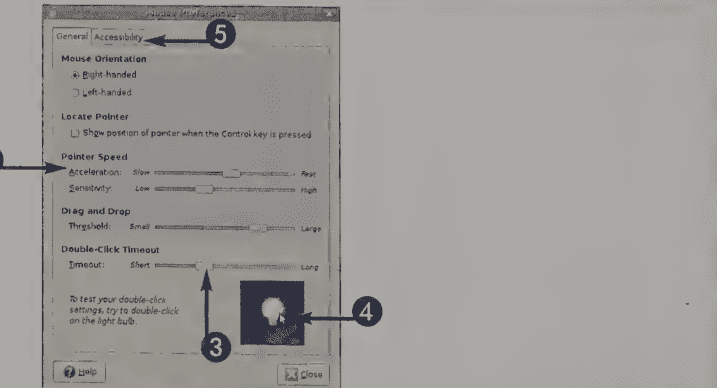 Mouse Preferences
General Accessibility
5
Mouse Orientation
Right-handed
Left-handed
Locate Pointer
Show position of pointer when the Control key is pressed
Pointer Speed
Acceleration: Slow Fast
Sensitivity: Low High
Drag and Drop
Threshold: Small Large
Double-Click Timeout
Timeout: Short Long
To test your double-click
settings, try to double-click
on the light bulb.
4
3
Help Close